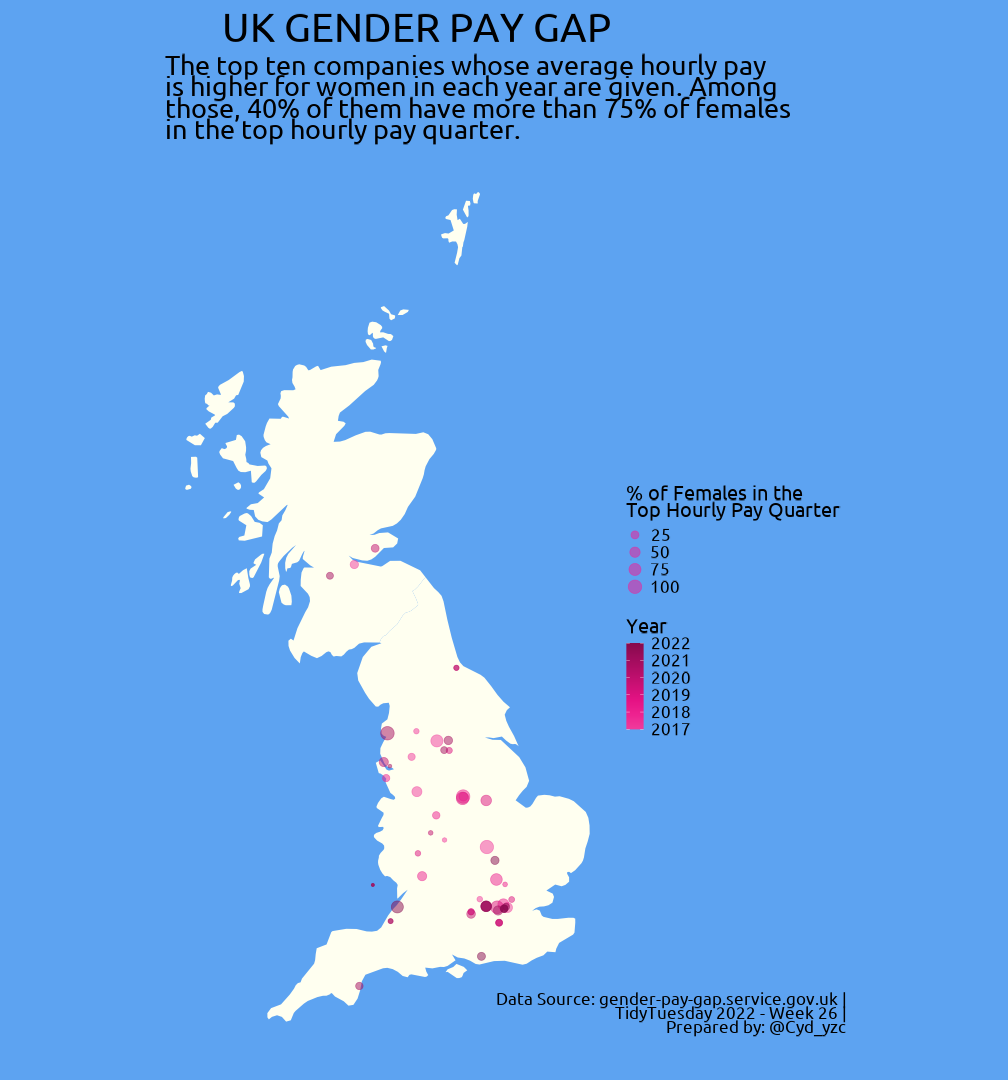 UK GENDER PAY GAP
The top ten companies whose average hourly pay
is higher for women in each year are given. Among
those, 40% of them have more than 75% of females
in the top hourly pay quarter.
% of Females in the
Top Hourly Pay Quarter
25
50
75
100
Year
2022
2021
2020
2019
2018
2017
Data Source: gender-pay-gap.service.gov.uk |
TidyTuesday 2022 - Week 26 |
Prepared by: @Cyd_yzc